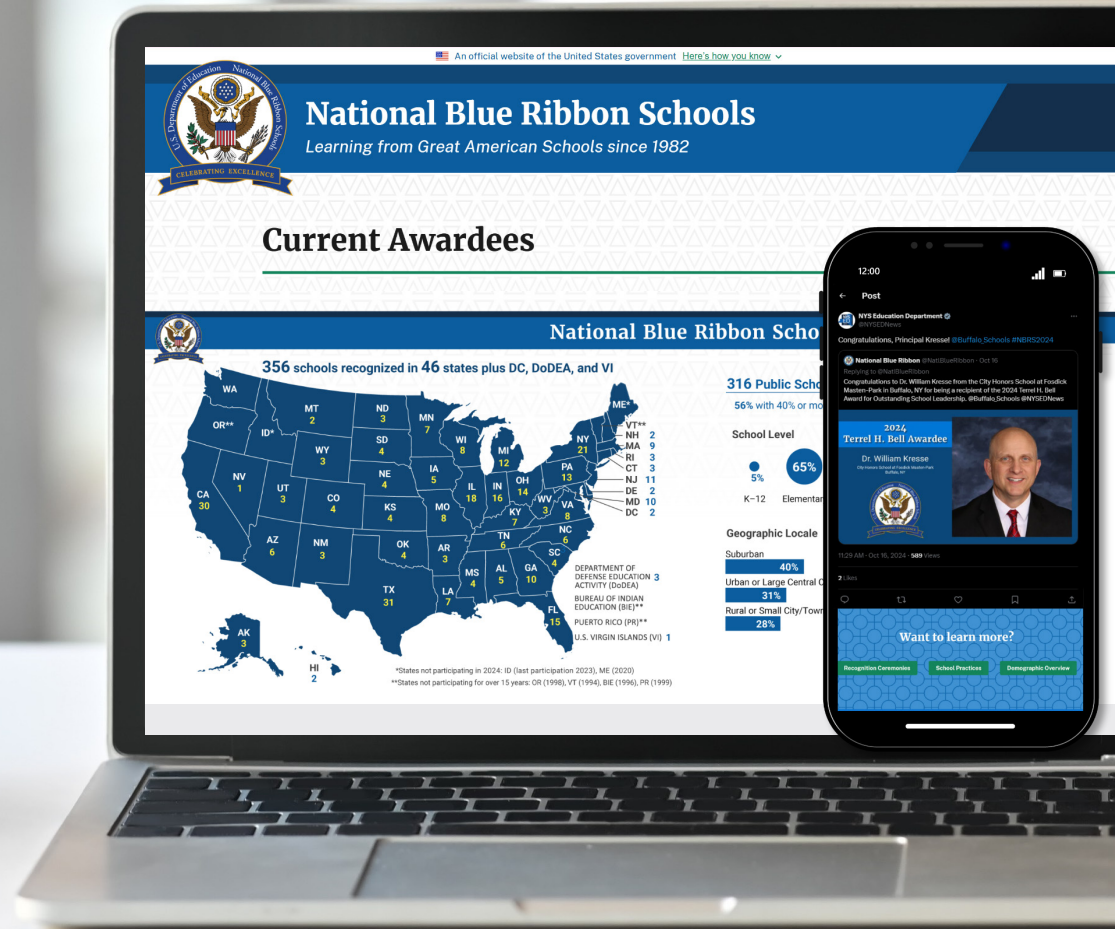 An official website of the United States government Here's how you know
U.S. Department of Education National Blue Ribbon Schools
CELEBRATING EXCELLENCE
National Blue Ribbon Schools
Learning from Great American Schools since 1982
Current Awardees
National Blue Ribbon Scho
356 schools recognized in 46 states plus DC, DoDEA, and VI
WA
OR**
ID*
MT
2
ND
3
MN
7
WY
3
SD
4
WI
8
MI
12
NY
21
ME*
VT**
NH 2
MA 9
RI 3
CT 3
NJ 11
DE 2
MD 10
DC 2
NV
1
UT
3
CO
4
NE
4
IA
5
IL
18
IN
16
OH
14
PA
13
CA
30
KS
4
MO
8
KY
7
WV
3
VA
8
AZ
6
NM
3
OK
4
AR
3
TN
6
NC
6
SC
4
TX
31
LA
7
MS
4
AL
5
GA
10
FL
15
AK
3
HI
2
DEPARTMENT OF
DEFENSE EDUCATION 3
ACTIVITY (DoDEA)
BUREAU OF INDIAN
EDUCATION (BIE)**
PUERTO RICO (PR)**
U.S. VIRGIN ISLANDS (VI) 1
*States not participating in 2024: ID (last participation 2023), ME (2020)
**States not participating for over 15 years: OR (1998), VT (1994), BIE (1996), PR (1999)
316 Public Scho
56% with 40% or mo
School Level
5%
65%
K–12 Elementar
Geographic Locale
Suburban
40%
Urban or Large Central C
31%
Rural or Small City/Town
28%
12:00
Post
NYS Education Department
@NYSEDNews
Congratulations, Principal Kresse! @Buffalo_Schools #NBRS2024
National Blue Ribbon @NatlBlueRibbon · Oct 16
Replying to @NatlBlueRibbon
Congratulations to Dr. William Kresse from the City Honors School at Fosdick
Masten-Park in Buffalo, NY for being a recipient of the 2024 Terrel H. Bell
Award for Outstanding School Leadership. @Buffalo_Schools @NYSEDNews
2024
Terrel H. Bell Awardee
Dr. William Kresse
City Honors School at Fosdick Masten-Park
Buffalo, NY
11:29 AM · Oct 16, 2024 · 589 Views
2 Likes
Want to learn more?
Recognition Ceremonies
School Practices
Demographic Overview